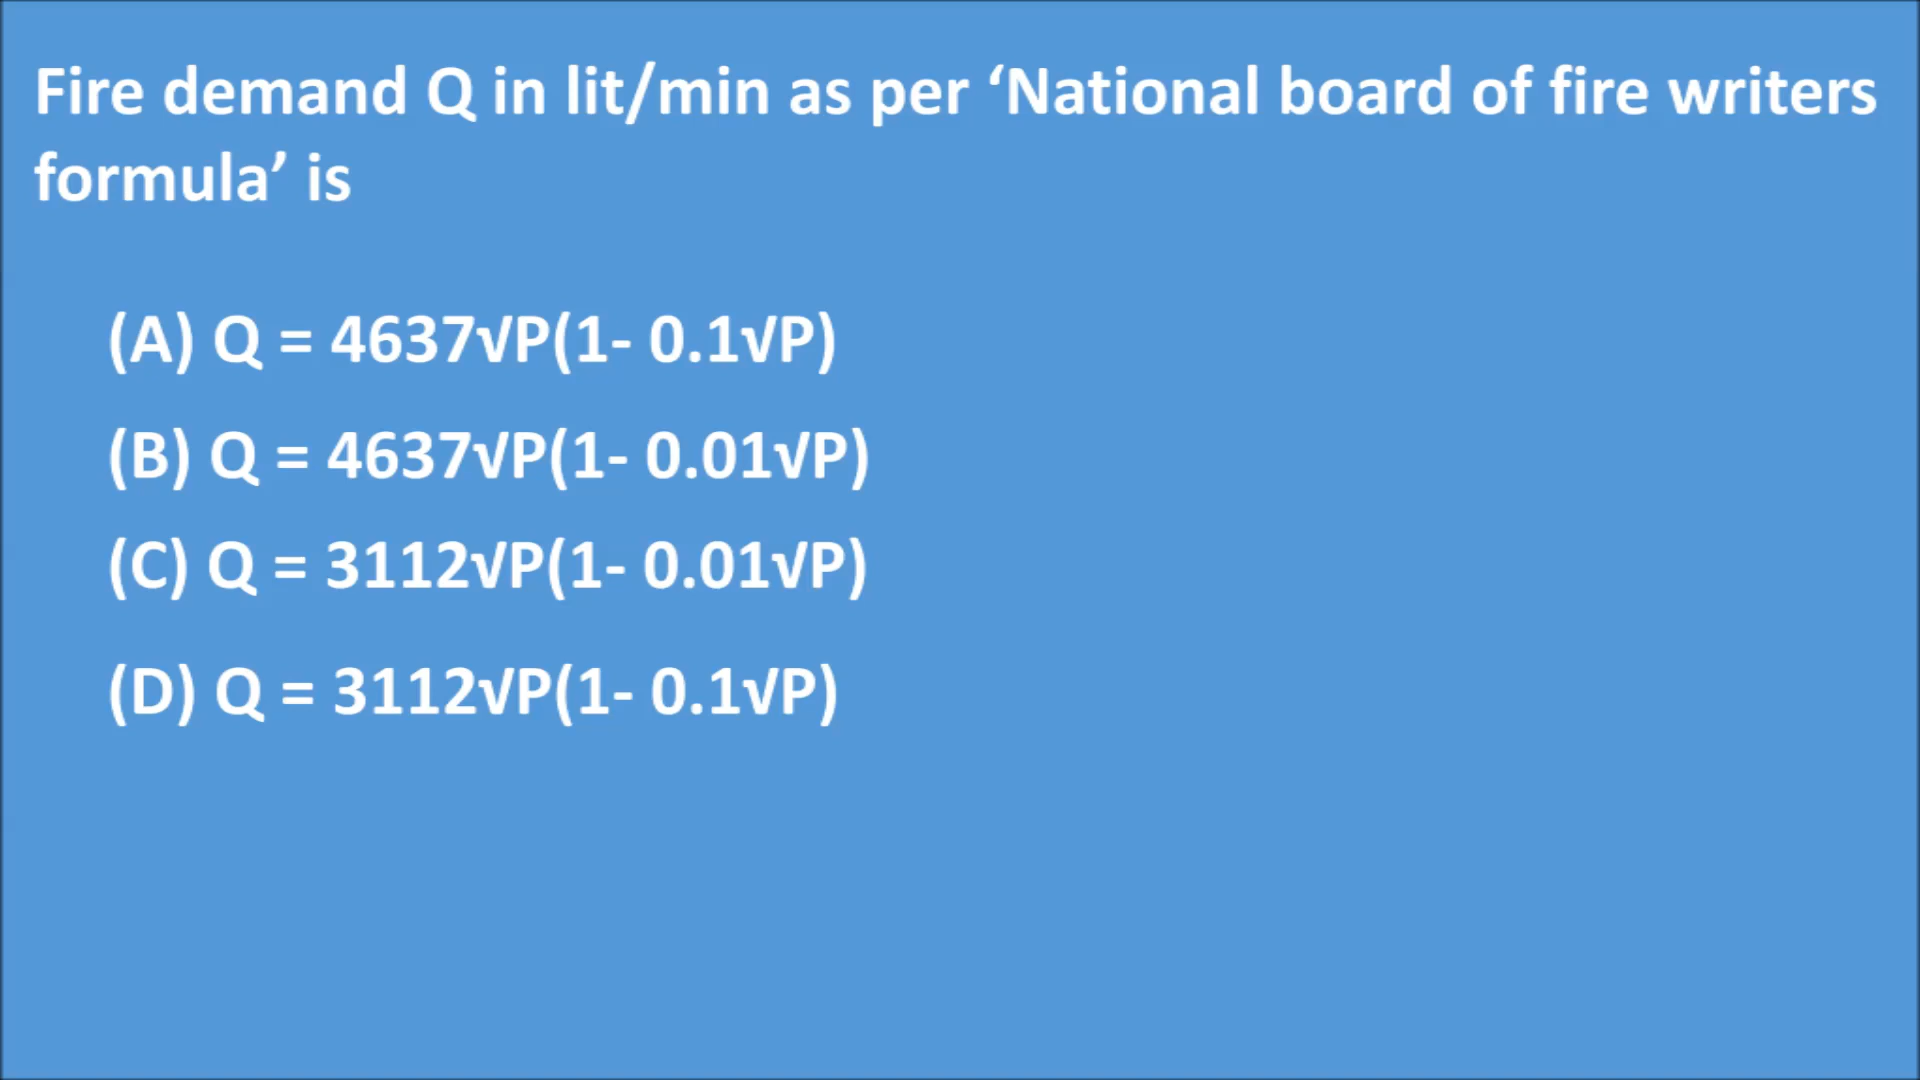 Fire demand Q in lit/min as per ‘National board of fire writers
formula’ is
(A) Q = 4637√P(1- 0.1√P)
(B) Q = 4637√P(1- 0.01√P)
(C) Q = 3112√P(1- 0.01√P)
(D) Q = 3112√P(1- 0.1√P)